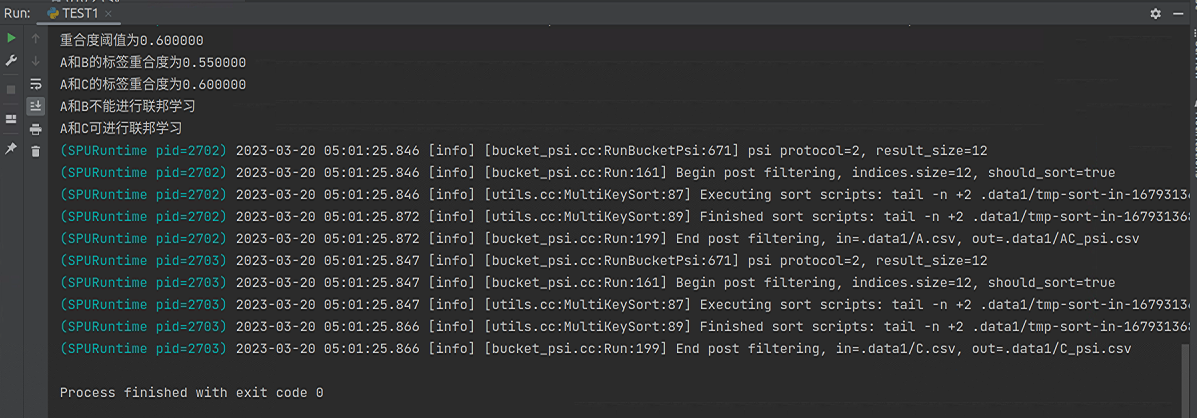 Run: TEST1
重合度阈值为0.600000
A和B的标签重合度为0.550000
A和C的标签重合度为0.600000
A和B不能进行联邦学习
A和C可进行联邦学习
(SPURuntime pid=2702) 2023-03-20 05:01:25.846 [info] [bucket_psi.cc:RunBucketPsi:671] psi protocol=2, result_size=12
(SPURuntime pid=2702) 2023-03-20 05:01:25.846 [info] [bucket_psi.cc:Run:161] Begin post filtering, indices.size=12, should_sort=true
(SPURuntime pid=2702) 2023-03-20 05:01:25.846 [info] [utils.cc:MultiKeySort:87] Executing sort scripts: tail -n +2 .data1/tmp-sort-in-16793136
(SPURuntime pid=2702) 2023-03-20 05:01:25.872 [info] [utils.cc:MultiKeySort:89] Finished sort scripts: tail -n +2 .data1/tmp-sort-in-16793136
(SPURuntime pid=2702) 2023-03-20 05:01:25.872 [info] [bucket_psi.cc:Run:199] End post filtering, in=.data1/A.csv, out=.data1/AC_psi.csv
(SPURuntime pid=2703) 2023-03-20 05:01:25.847 [info] [bucket_psi.cc:RunBucketPsi:671] psi protocol=2, result_size=12
(SPURuntime pid=2703) 2023-03-20 05:01:25.847 [info] [bucket_psi.cc:Run:161] Begin post filtering, indices.size=12, should_sort=true
(SPURuntime pid=2703) 2023-03-20 05:01:25.847 [info] [utils.cc:MultiKeySort:87] Executing sort scripts: tail -n +2 .data1/tmp-sort-in-1679313
(SPURuntime pid=2703) 2023-03-20 05:01:25.866 [info] [utils.cc:MultiKeySort:89] Finished sort scripts: tail -n +2 .data1/tmp-sort-in-1679313
(SPURuntime pid=2703) 2023-03-20 05:01:25.866 [info] [bucket_psi.cc:Run:199] End post filtering, in=.data1/C.csv, out=.data1/C_psi.csv
Process finished with exit code 0